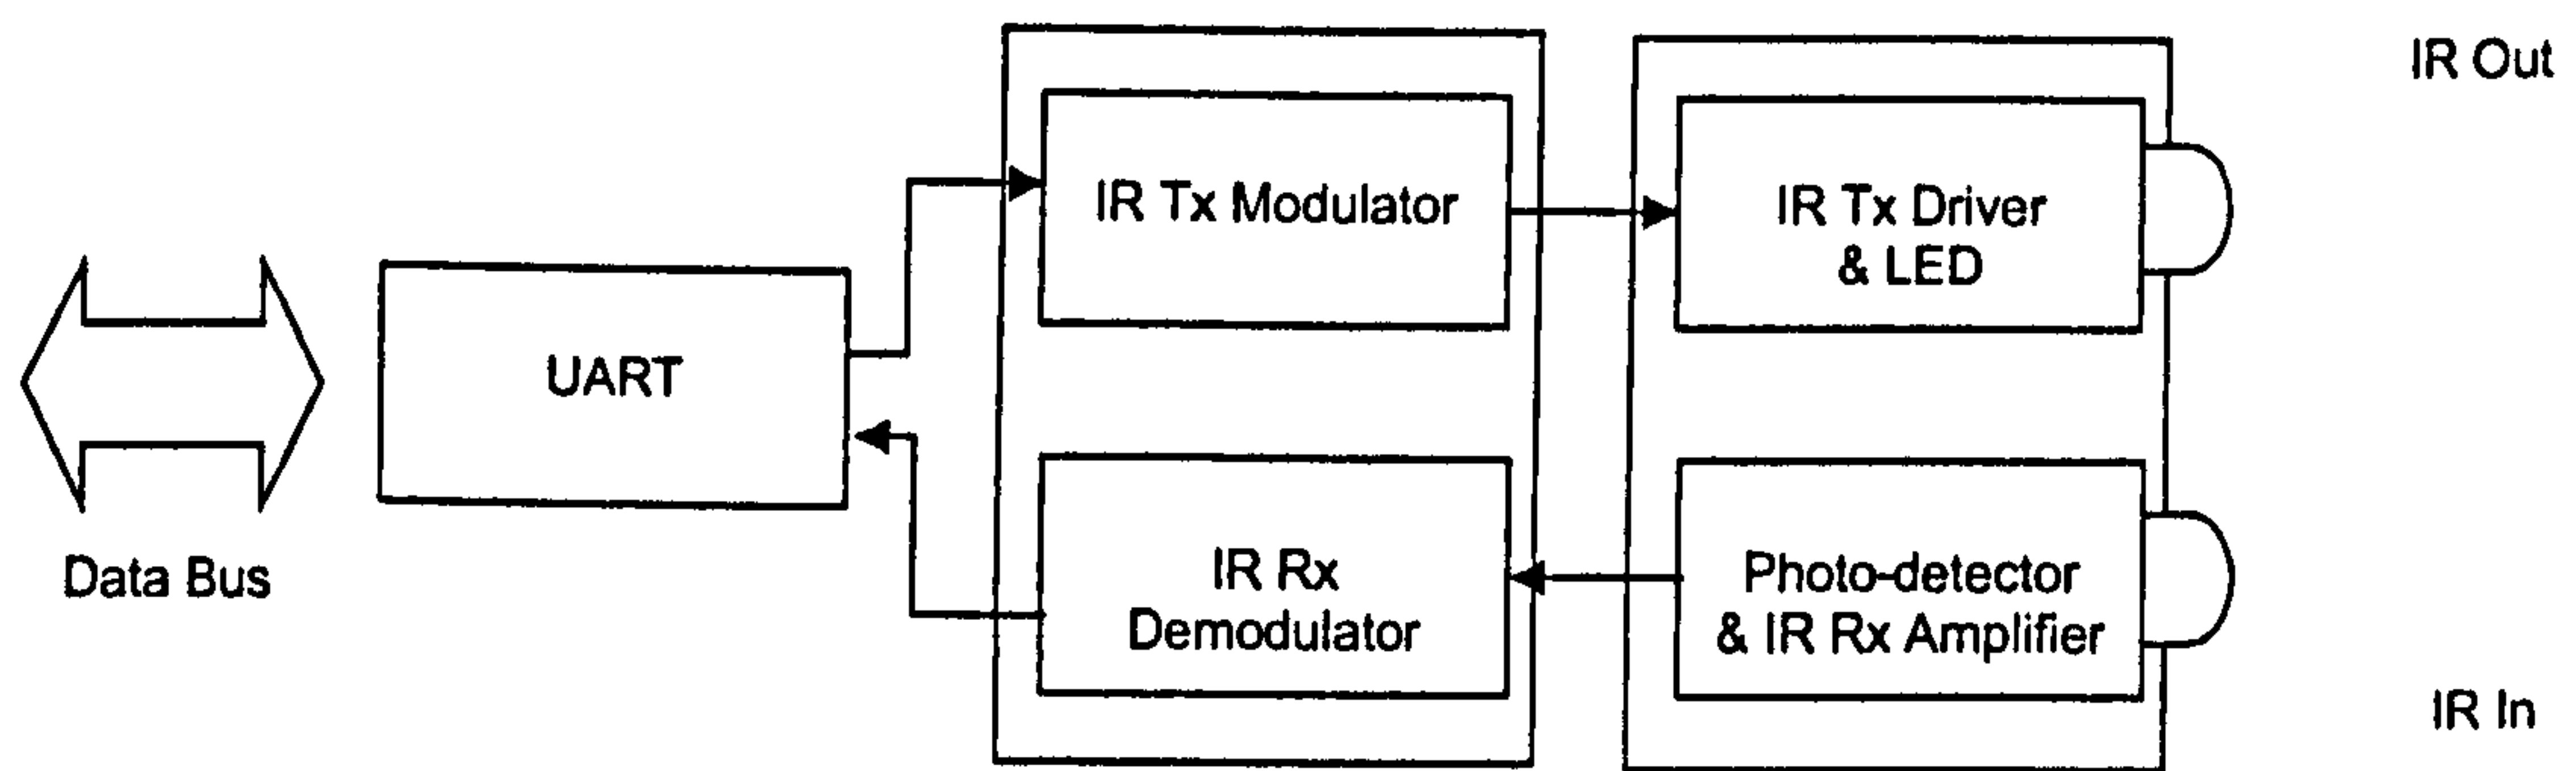 IR Out
IR Tx Modulator
IR Tx Driver
& LED
UART
Data Bus
IR Rx
Demodulator
Photo-detector
& IR Rx Amplifier
IR In